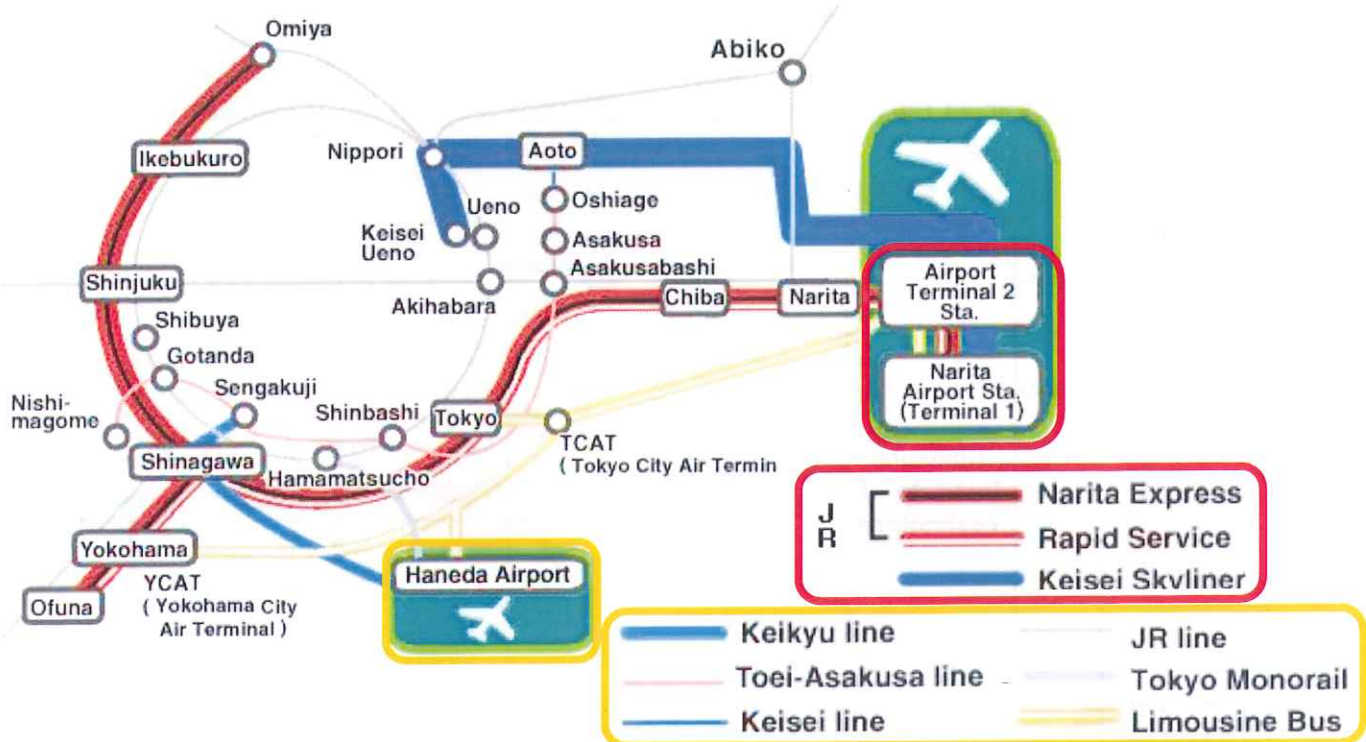 Omiya
Abiko
Ikebukuro
Nippori
Aoto
Ueno
Oshiage
Keisei
Ueno
Asakusa
Shinjuku
Akihabara
Asakusabashi
Chiba
Narita
Airport
Terminal 2
Sta.
Shibuya
Gotanda
Sengakuji
Narita
Airport Sta.
(Terminal 1)
Nishi-
magome
Shinbashi
Tokyo
TCAT
( Tokyo City Air Termin
Shinagawa
Hamamatsucho
Yokohama
YCAT
( Yokohama City
Air Terminal )
Ofuna
Haneda Airport
JR
Narita Express
Rapid Service
Keisei Skyliner
Keikyu line
JR line
Toei-Asakusa line
Tokyo Monorail
Keisei line
Limousine Bus